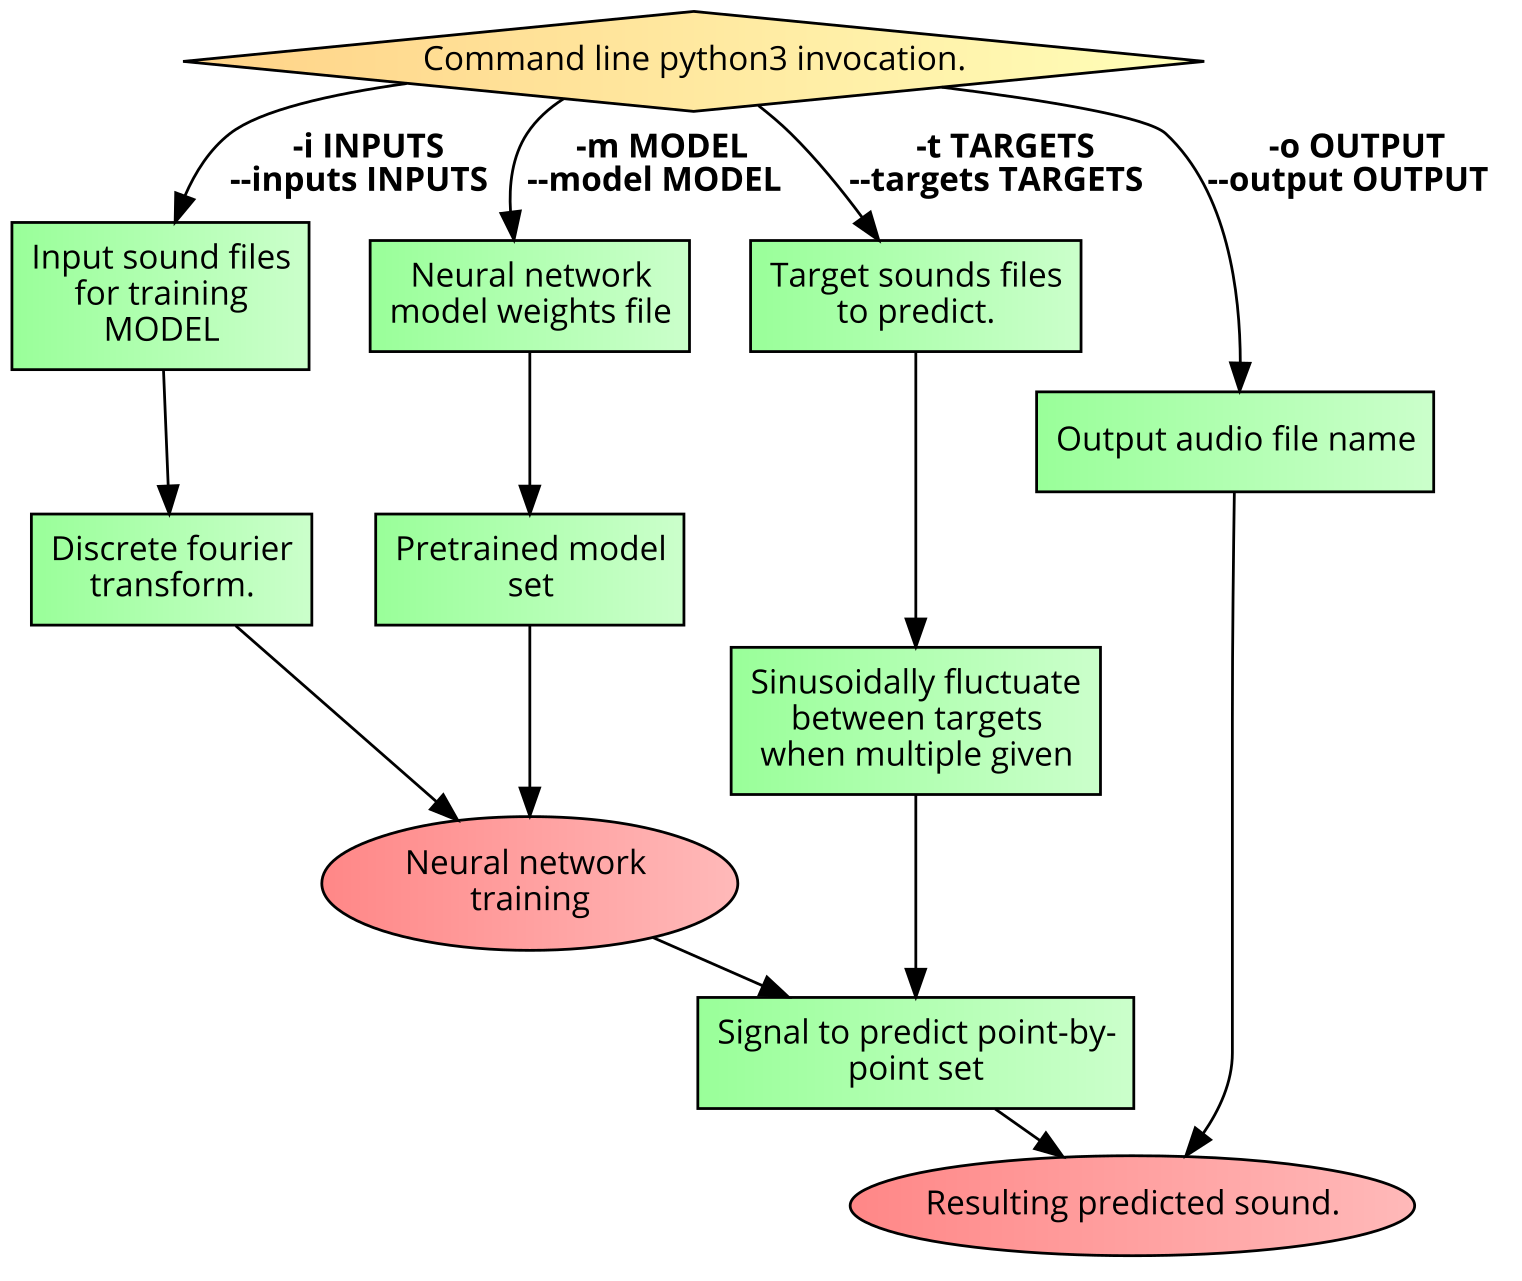 Command line python3 invocation.
-i INPUTS
--inputs INPUTS
-m MODEL
--model MODEL
-t TARGETS
--targets TARGETS
-o OUTPUT
--output OUTPUT
Input sound files
for training
MODEL
Neural network
model weights file
Target sounds files
to predict.
Output audio file name
Discrete fourier
transform.
Pretrained model
set
Sinusoidally fluctuate
between targets
when multiple given
Neural network
training
Signal to predict point-by-
point set
Resulting predicted sound.